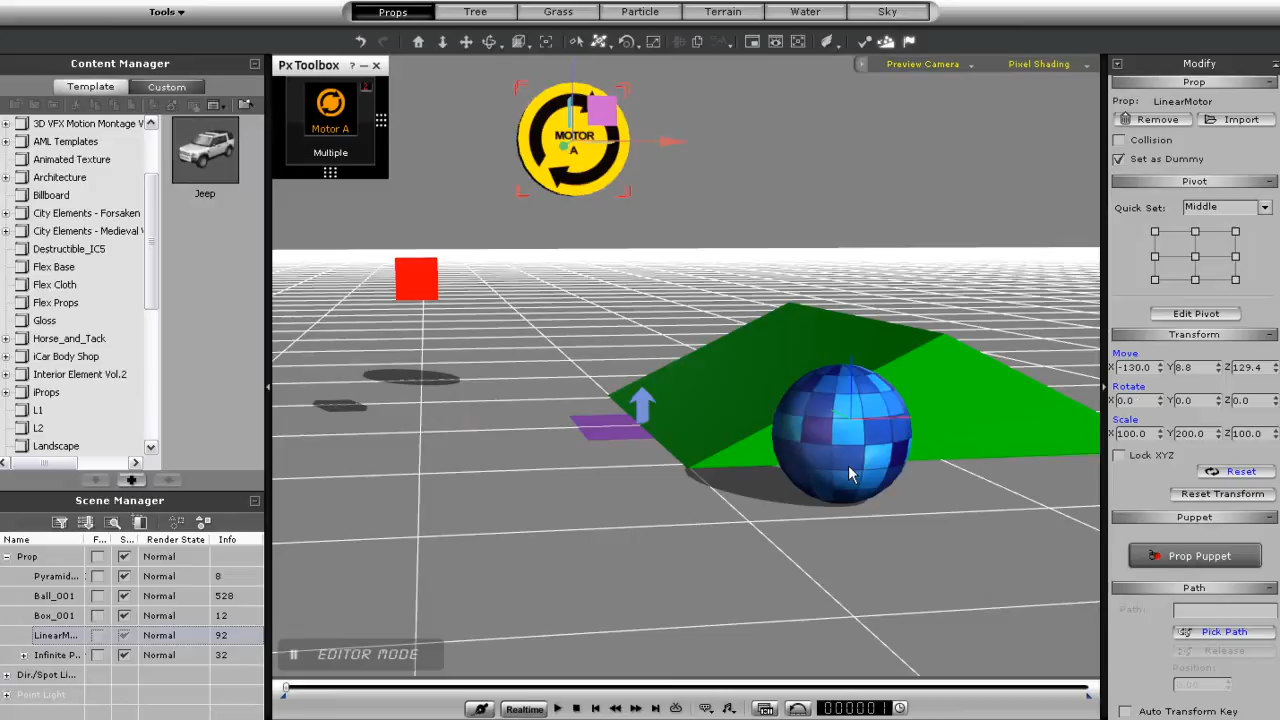 Tools
Props Tree Grass Particle Terrain Water Sky
Content Manager
Template Custom
3D VFX Motion Montage V
AML Templates
Animated Texture
Architecture
Billboard
City Elements - Forsaken
City Elements - Medieval
Destructible_IC5
Flex Base
Flex Cloth
Flex Props
Gloss
Horse_and_Tack
iCar Body Shop
Interior Element Vol.2
iProps
L1
L2
Landscape
Jeep
Px Toolbox ?
Motor A
Multiple
Preview Camera Pixel Shading
MOTOR
A
EDITOR MODE
Scene Manager
Name F... S... Render State Info
Prop Normal
Pyramid... Normal 8
Ball_001 Normal 528
Box_001 Normal 12
LinearM... Normal 92
Infinite P... Normal 32
Dir./Spot Li...
Point Light
Realtime 000001
Modify
Prop
Prop: LinearMotor
Remove Import
Collision
Set as Dummy
Pivot
Quick Set: Middle
Edit Pivot
Transform
Move
X -130.0 Y 8.8 Z 129.4
Rotate
X 0.0 Y 0.0 Z 0.0
Scale
X 100.0 Y 200.0 Z 100.0
Lock XYZ
Reset
Reset Transform
Puppet
Prop Puppet
Path
Path:
Pick Path
Release
Position:
0.00
Auto Transform Key